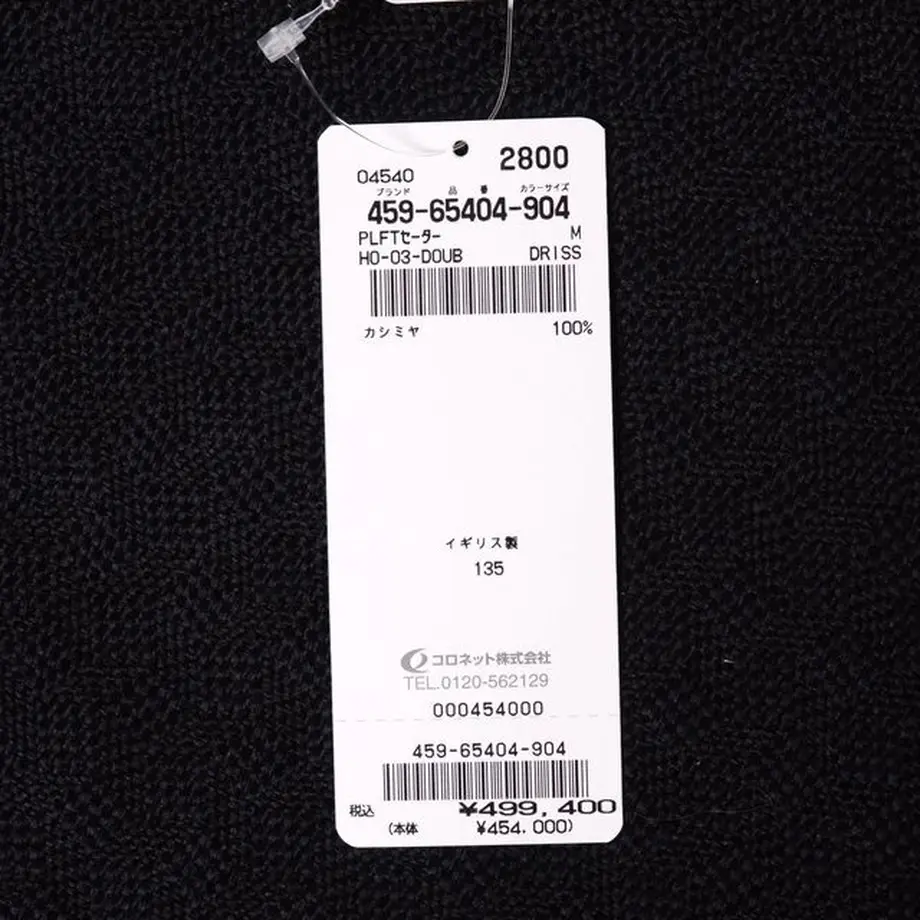 04540 2800
ブランド 品 番 カラーサイズ
459-65404-904
PLFTセーター M
HO-03-DOUB DRISS
カシミヤ 100%
イギリス製
135
コロネット株式会社
TEL.0120-562129
000454000
459-65404-904
税込 ¥499,400
(本体 ¥454.000)